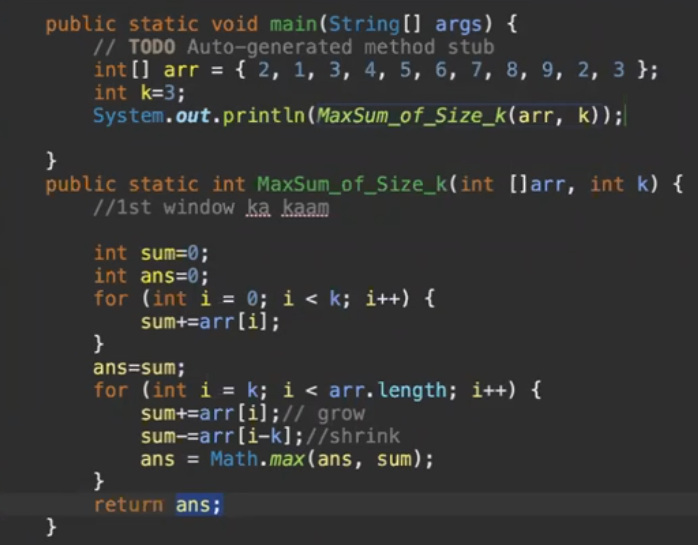 public static void main(String[] args) {
// TODO Auto-generated method stub
int[] arr = { 2, 1, 3, 4, 5, 6, 7, 8, 9, 2, 3 };
int k=3;
System.out.println(MaxSum_of_Size_k(arr, k));
}
public static int MaxSum_of_Size_k(int []arr, int k) {
//1st window ka kaam
int sum=0;
int ans=0;
for (int i = 0; i < k; i++) {
sum+=arr[i];
}
ans=sum;
for (int i = k; i < arr.length; i++) {
sum+=arr[i];// grow
sum-=arr[i-k];//shrink
ans = Math.max(ans, sum);
}
return ans;
}